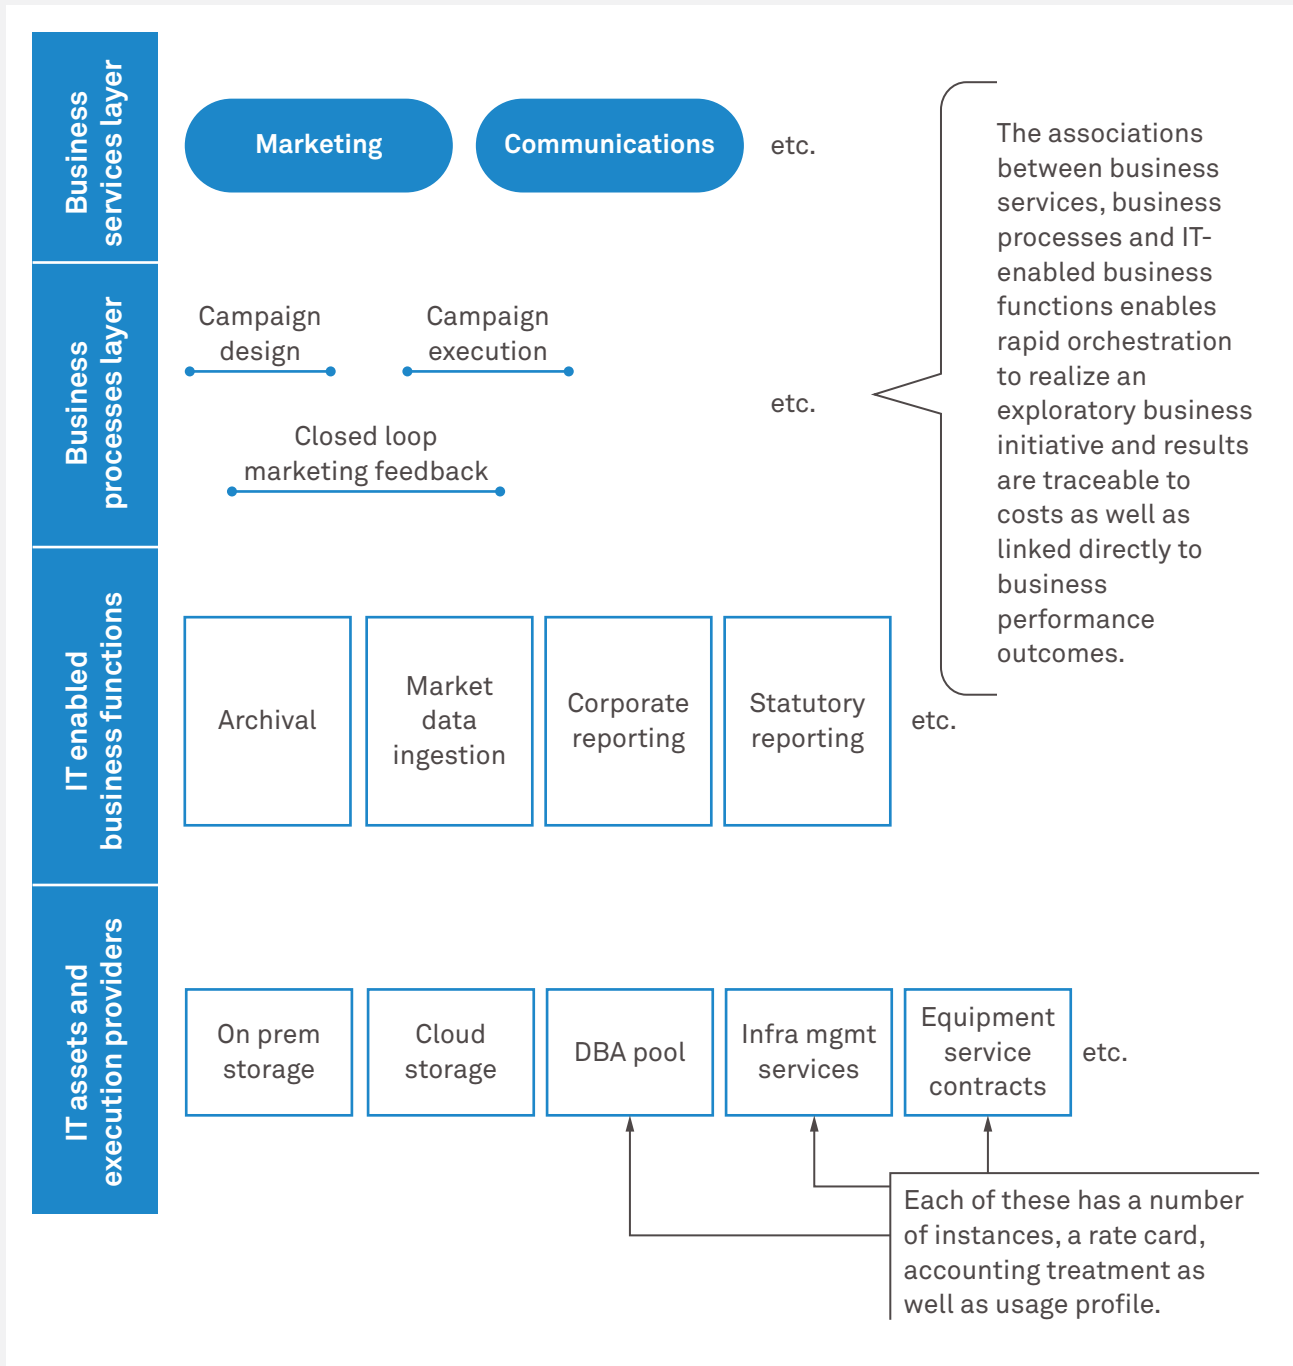 Business
services layer
Marketing
Communications
etc.
Business
processes layer
Campaign
design
Campaign
execution
Closed loop
marketing feedback
etc.
The associations
between business
services, business
processes and IT-
enabled business
functions enables
rapid orchestration
to realize an
exploratory business
initiative and results
are traceable to
costs as well as
linked directly to
business
performance
outcomes.
IT enabled
business functions
Archival
Market
data
ingestion
Corporate
reporting
Statutory
reporting
etc.
IT assets and
execution providers
On prem
storage
Cloud
storage
DBA pool
Infra mgmt
services
Equipment
service
contracts
etc.
Each of these has a number
of instances, a rate card,
accounting treatment as
well as usage profile.